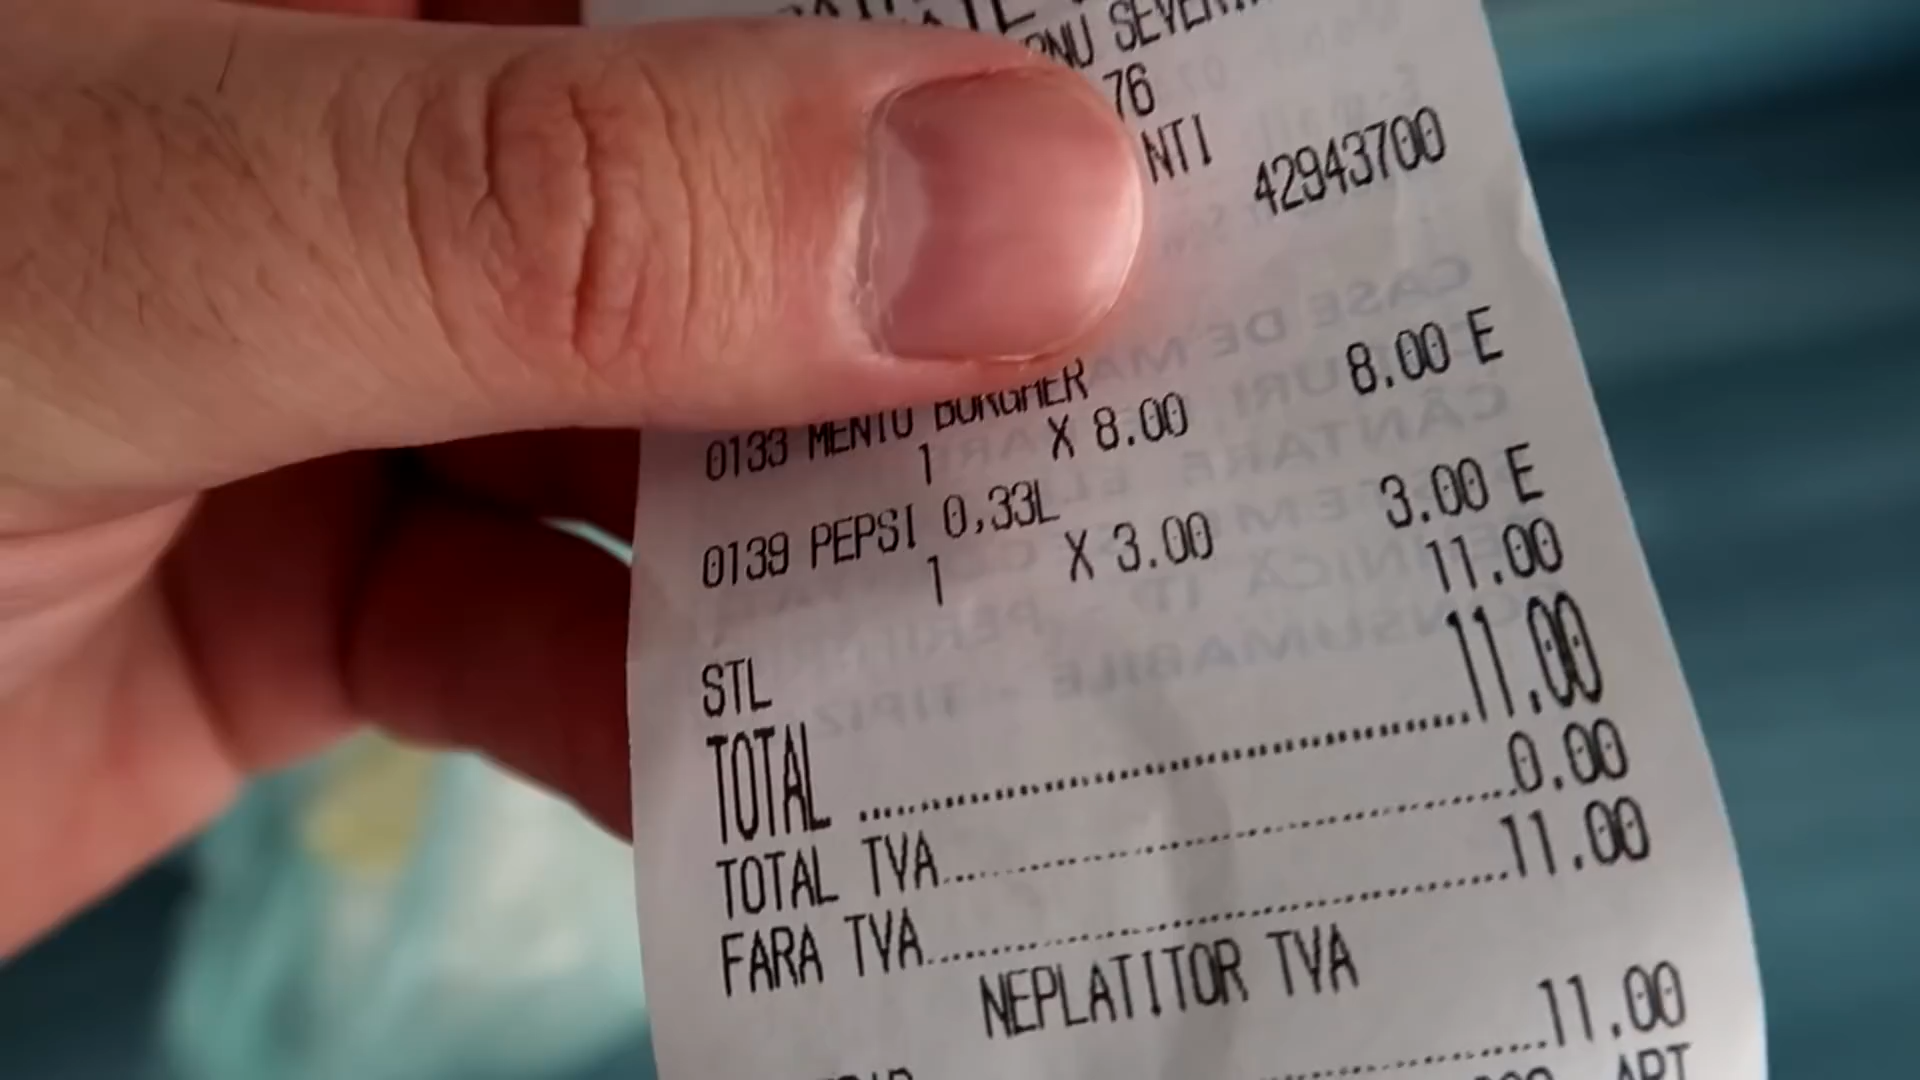 76
NTI
42943700
0133 MENIU BURGHER
1 X 8.00 8.00 E
0139 PEPSI 0,33L
1 X 3.00 3.00 E
STL 11.00
TOTAL ........11.00
TOTAL TVA........0.00
FARA TVA........11.00
NEPLATITOR TVA
........11.00
ART